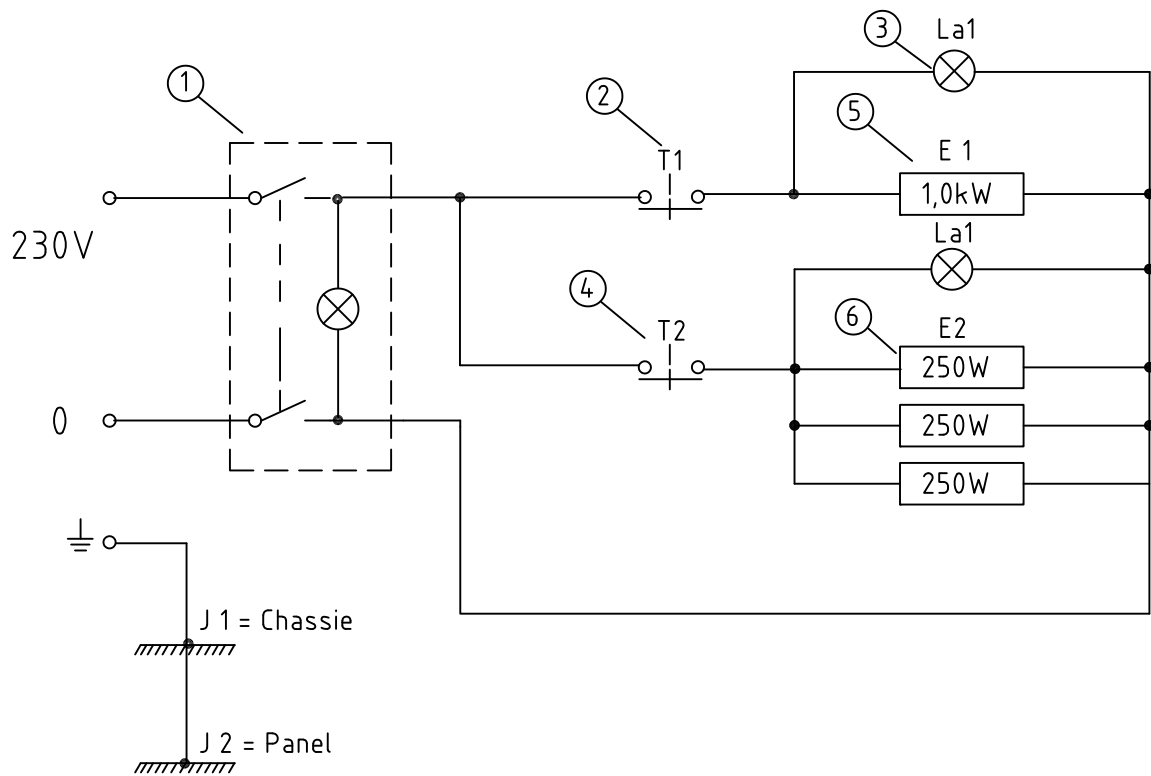 3
La1
1
2
T1
5
E 1
1,0kW
230V
La1
4
T2
6
E2
250W
250W
250W
0
J 1 = Chassie
J 2 = Panel